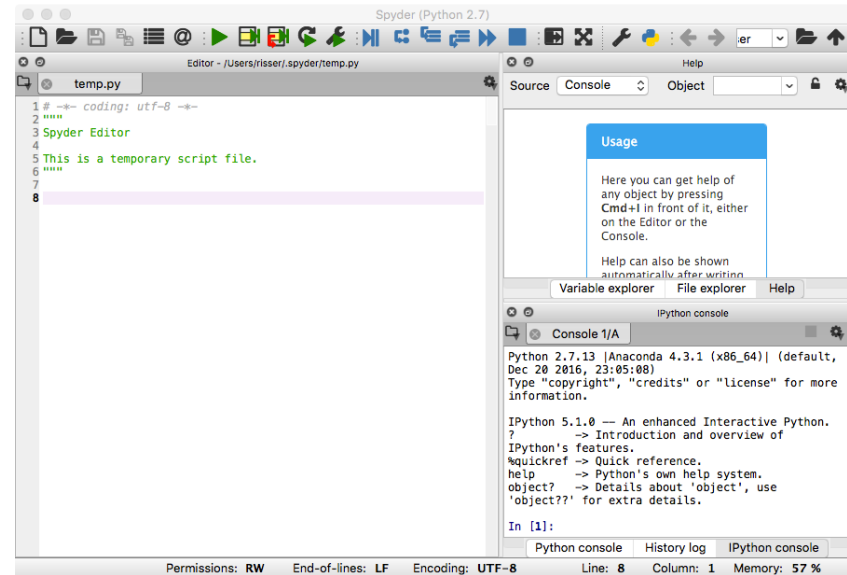 Spyder (Python 2.7)
@
er
Editor - /Users/risser/.spyder/temp.py
temp.py
1 # -*- coding: utf-8 -*-
2 """
3 Spyder Editor
4
5 This is a temporary script file.
6 """
7
8
Help
Source Console Object
Usage
Here you can get help of
any object by pressing
Cmd+I in front of it, either
on the Editor or the
Console.
Help can also be shown
automatically after writing
Variable explorer File explorer Help
IPython console
Console 1/A
Python 2.7.13 |Anaconda 4.3.1 (x86_64)| (default,
Dec 20 2016, 23:05:08)
Type "copyright", "credits" or "license" for more
information.
IPython 5.1.0 -- An enhanced Interactive Python.
? -> Introduction and overview of
IPython's features.
%quickref -> Quick reference.
help -> Python's own help system.
object? -> Details about 'object', use
'object??' for extra details.
In [1]:
Python console History log IPython console
Permissions: RW End-of-lines: LF Encoding: UTF-8 Line: 8 Column: 1 Memory: 57 %